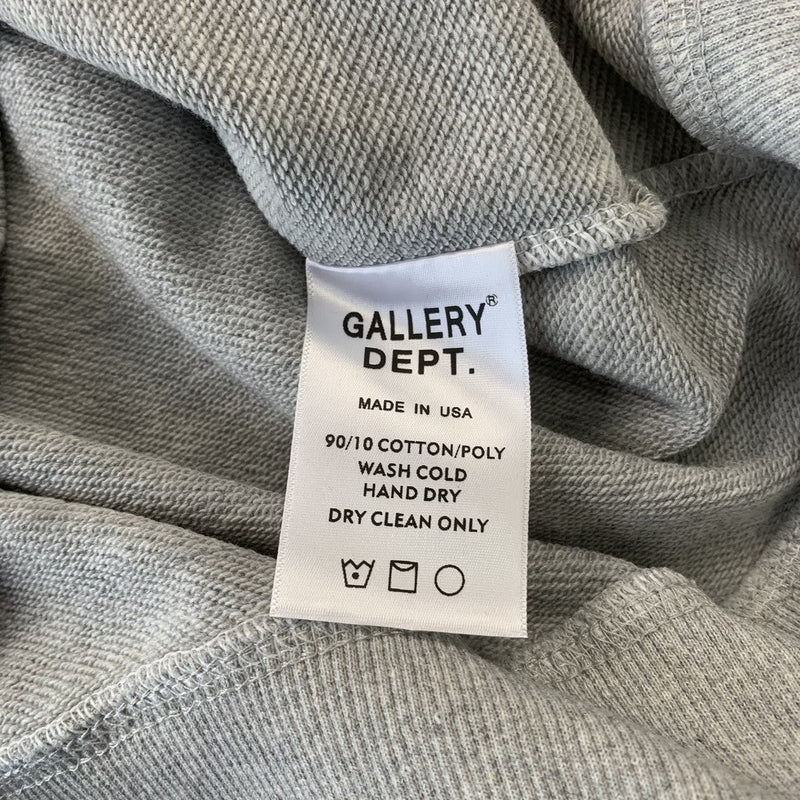 GALLERY®
DEPT.
MADE IN USA
90/10 COTTON/POLY
WASH COLD
HAND DRY
DRY CLEAN ONLY